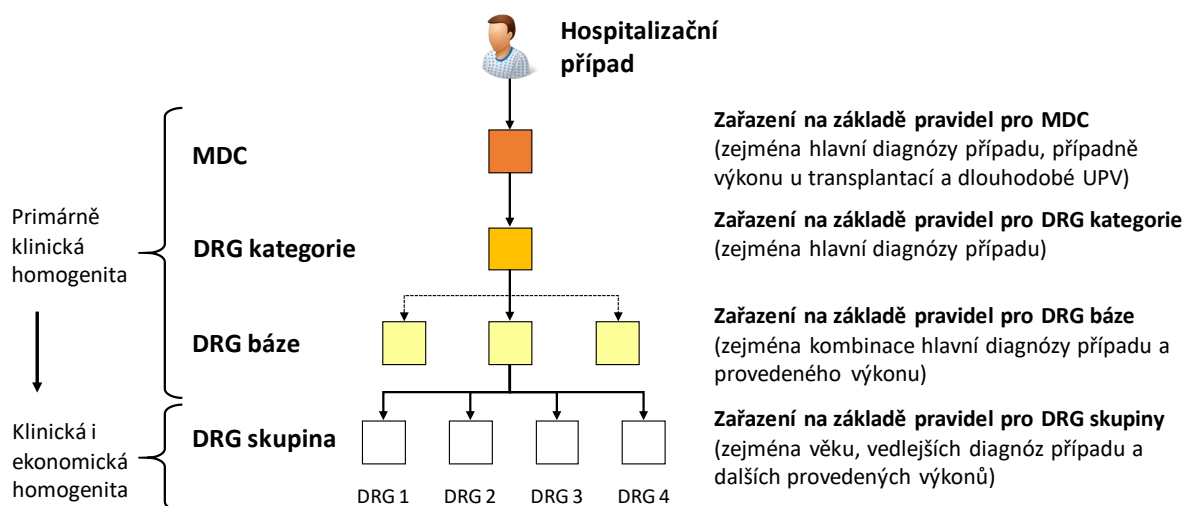 Hospitalizační
případ
MDC
Zařazení na základě pravidel pro MDC
(zejména hlavní diagnózy případu, případně
výkonu u transplantací a dlouhodobé UPV)
Primárně
klinická
homogenita
DRG kategorie
Zařazení na základě pravidel pro DRG kategorie
(zejména hlavní diagnózy případu)
DRG báze
Zařazení na základě pravidel pro DRG báze
(zejména kombinace hlavní diagnózy případu a
provedeného výkonu)
Klinická i
ekonomická
homogenita
DRG skupina
Zařazení na základě pravidel pro DRG skupiny
(zejména věku, vedlejších diagnóz případu a
dalších provedených výkonů)
DRG 1
DRG 2
DRG 3
DRG 4